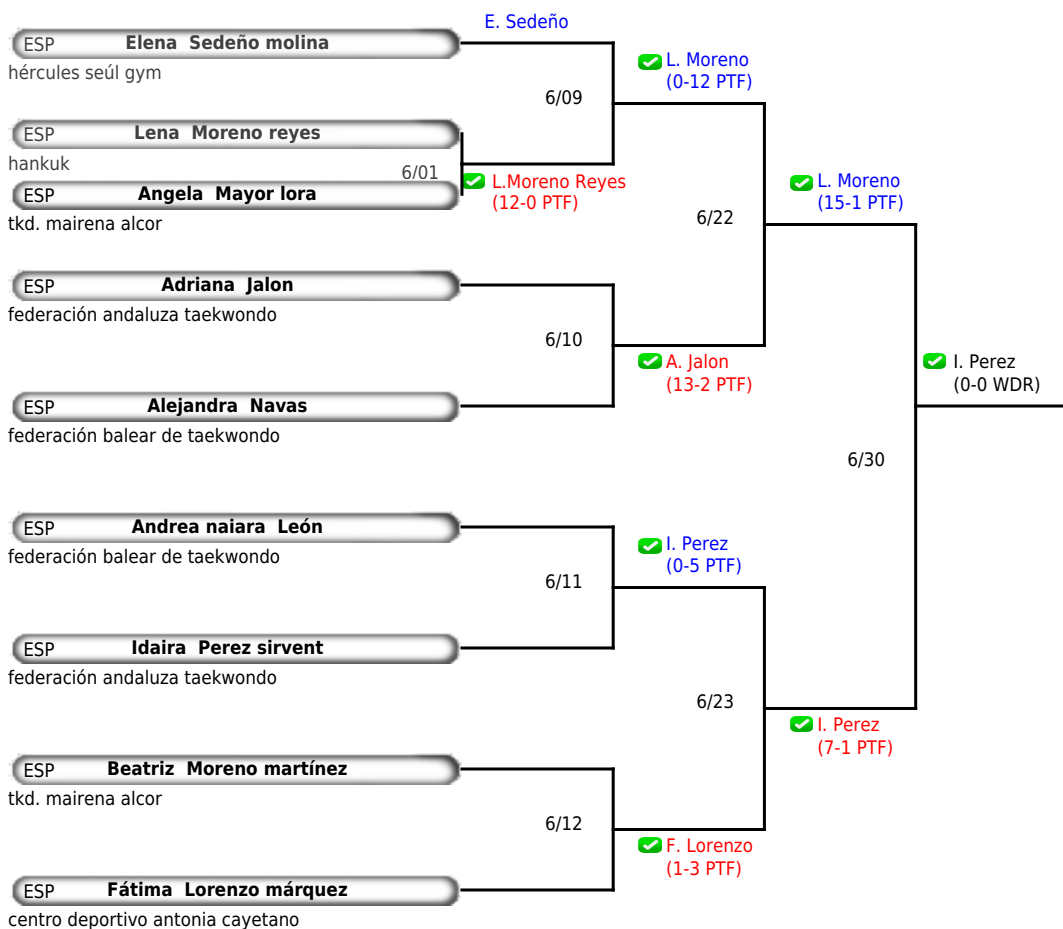 E. Sedeño
ESP Elena Sedeño molina
hércules seúl gym
L. Moreno
(0-12 PTF)
6/09
ESP Lena Moreno reyes
hankuk
6/01
L.Moreno Reyes
(12-0 PTF)
ESP Angela Mayor lora
tkd. mairena alcor
L. Moreno
(15-1 PTF)
6/22
ESP Adriana Jalon
federación andaluza taekwondo
6/10
A. Jalon
(13-2 PTF)
I. Perez
(0-0 WDR)
ESP Alejandra Navas
federación balear de taekwondo
6/30
ESP Andrea naiara León
federación balear de taekwondo
I. Perez
(0-5 PTF)
6/11
ESP Idaira Perez sirvent
federación andaluza taekwondo
6/23
I. Perez
(7-1 PTF)
ESP Beatriz Moreno martínez
tkd. mairena alcor
6/12
F. Lorenzo
(1-3 PTF)
ESP Fátima Lorenzo márquez
centro deportivo antonia cayetano